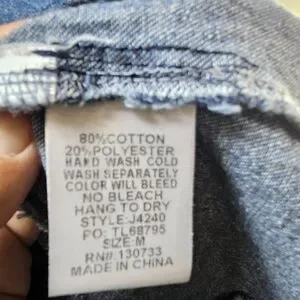 80%COTTON
20%POLYESTER
HAND WASH COLD
WASH SEPARATELY
COLOR WILL BLEED
NO BLEACH
HANG TO DRY
STYLE:J4240
PO: TL68795
SIZE:M
RN#:130733
MADE IN CHINA